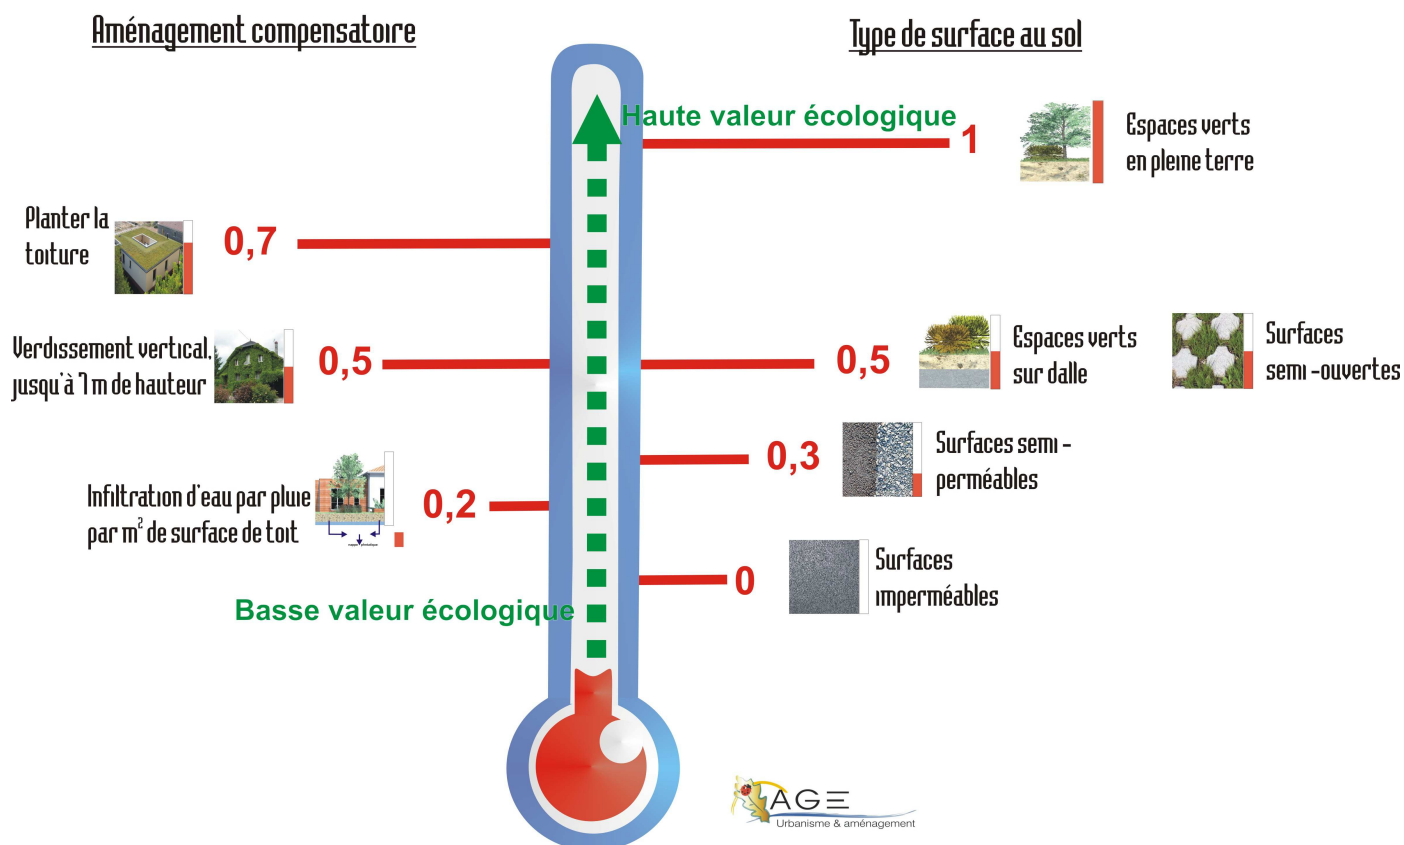 Aménagement compensatoire
Type de surface au sol
Haute valeur écologique
1
Espaces verts
en pleine terre
Planter la
toiture
0,7
Verdissement vertical,
jusqu'à 7m de hauteur
0,5
0,5
Espaces verts
sur dalle
Surfaces
semi -ouvertes
0,3
Surfaces semi -
perméables
Infiltration d'eau par pluie
par m² de surface de toit
0,2
0
Surfaces
imperméables
Basse valeur écologique
AGE
Urbanisme & aménagement